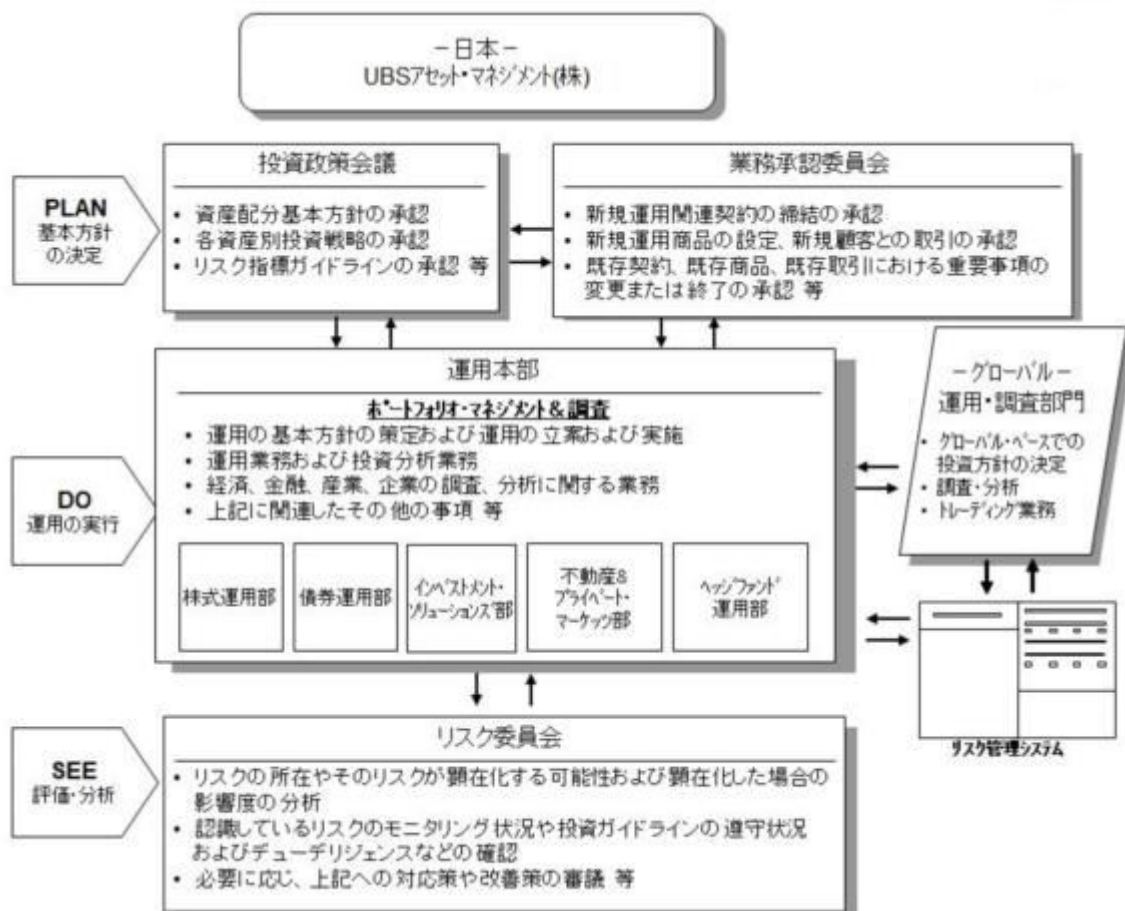 －日本－
UBSアセット・マネジメント(株)
PLAN
基本方針
の決定
投資政策会議
• 資産配分基本方針の承認
• 各資産別投資戦略の承認
• リスク指標ガイドラインの承認 等
業務承認委員会
• 新規運用関連契約の締結の承認
• 新規運用商品の設定、新規顧客との取引の承認
• 既存契約、既存商品、既存取引における重要事項の
変更または終了の承認 等
DO
運用の実行
運用本部
ポートフォリオ・マネジメント＆調査
• 運用の基本方針の策定および運用の立案および実施
• 運用業務および投資分析業務
• 経済、金融、産業、企業の調査、分析に関する業務
• 上記に関連したその他の事項 等
株式運用部
債券運用部
インベストメント・
ソリューションズ部
不動産&
プライベート・
マーケッツ部
ヘッジファンド
運用部
－グローバル－
運用・調査部門
• グローバル・ベースでの
投資方針の決定
• 調査・分析
• トレーディング業務
リスク管理システム
SEE
評価・分析
リスク委員会
• リスクの所在やそのリスクが顕在化する可能性および顕在化した場合の
影響度の分析
• 認識しているリスクのモニタリング状況や投資ガイドラインの遵守状況
およびデューデリジェンスなどの確認
• 必要に応じ、上記への対応策や改善策の審議 等